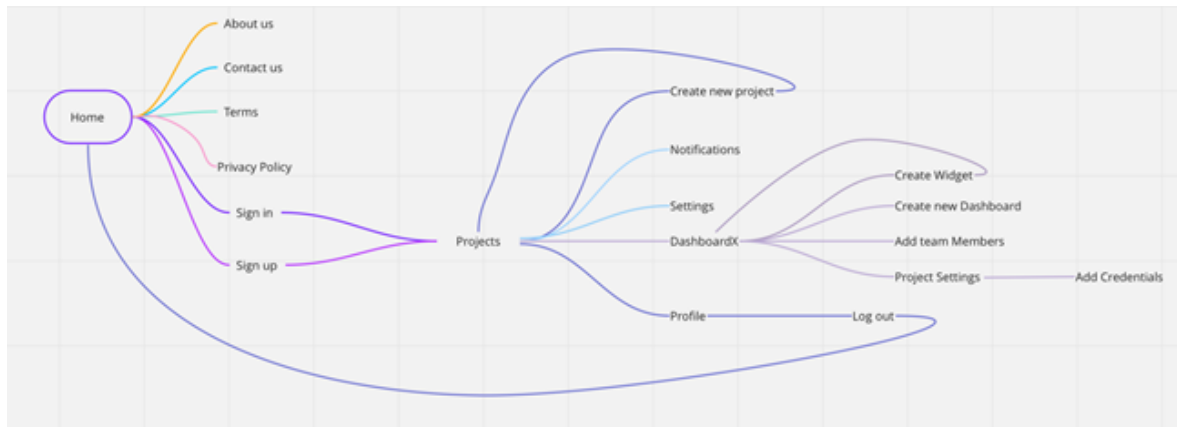 About us
Contact us
Home
Terms
Privacy Policy
Sign in
Sign up
Projects
Create new project
Notifications
Settings
DashboardX
Profile
Log out
Create Widget
Create new Dashboard
Add team Members
Project Settings
Add Credentials